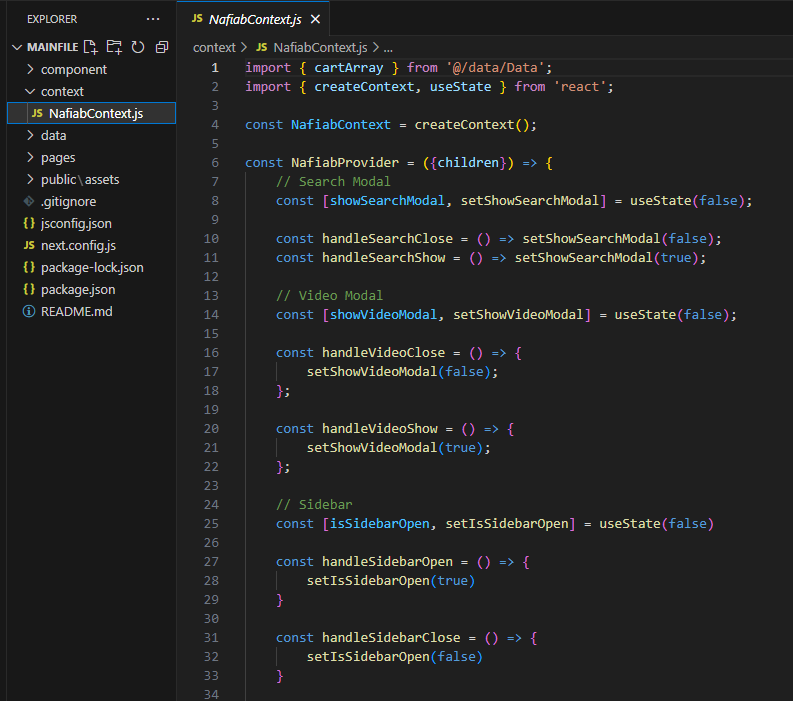 EXPLORER
MAINFILE
component
context
JS NafiabContext.js
data
pages
public\assets
.gitignore
{} jsconfig.json
JS next.config.js
{} package-lock.json
{} package.json
README.md
JS NafiabContext.js
context > JS NafiabContext.js > ...
1 import { cartArray } from '@/data/Data';
2 import { createContext, useState } from 'react';
3
4 const NafiabContext = createContext();
5
6 const NafiabProvider = ({children}) => {
7 // Search Modal
8 const [showSearchModal, setShowSearchModal] = useState(false);
9
10 const handleSearchClose = () => setShowSearchModal(false);
11 const handleSearchShow = () => setShowSearchModal(true);
12
13 // Video Modal
14 const [showVideoModal, setShowVideoModal] = useState(false);
15
16 const handleVideoClose = () => {
17 setShowVideoModal(false);
18 };
19
20 const handleVideoShow = () => {
21 setShowVideoModal(true);
22 };
23
24 // Sidebar
25 const [isSidebarOpen, setIsSidebarOpen] = useState(false)
26
27 const handleSidebarOpen = () => {
28 setIsSidebarOpen(true)
29 }
30
31 const handleSidebarClose = () => {
32 setIsSidebarOpen(false)
33 }
34